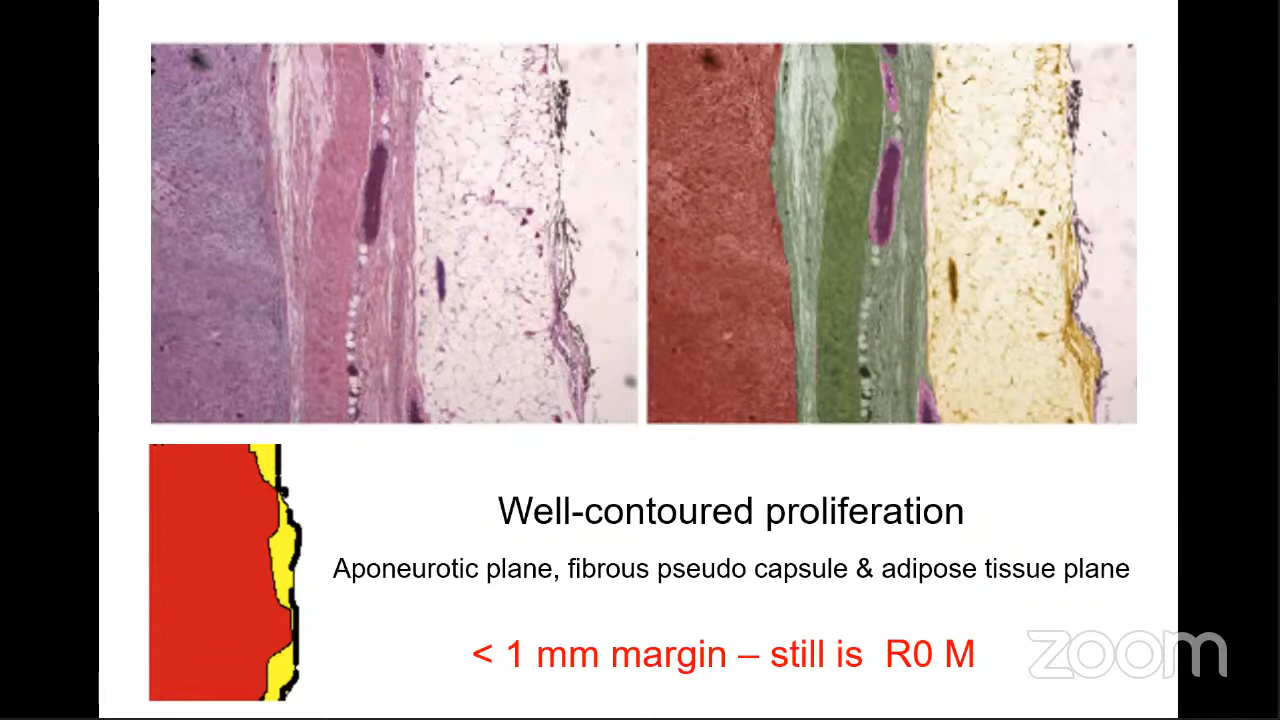 Well-contoured proliferation
Aponeurotic plane, fibrous pseudo capsule & adipose tissue plane
< 1 mm margin – still is R0 M
zoom